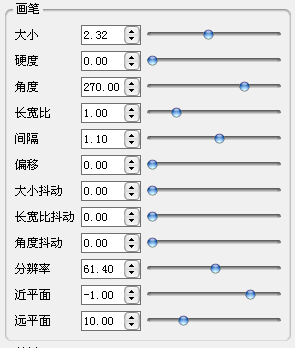 画笔
大小 2.32
硬度 0.00
角度 270.00
长宽比 1.00
间隔 1.10
偏移 0.00
大小抖动 0.00
长宽比抖动 0.00
角度抖动 0.00
分辨率 61.40
近平面 -1.00
远平面 10.00